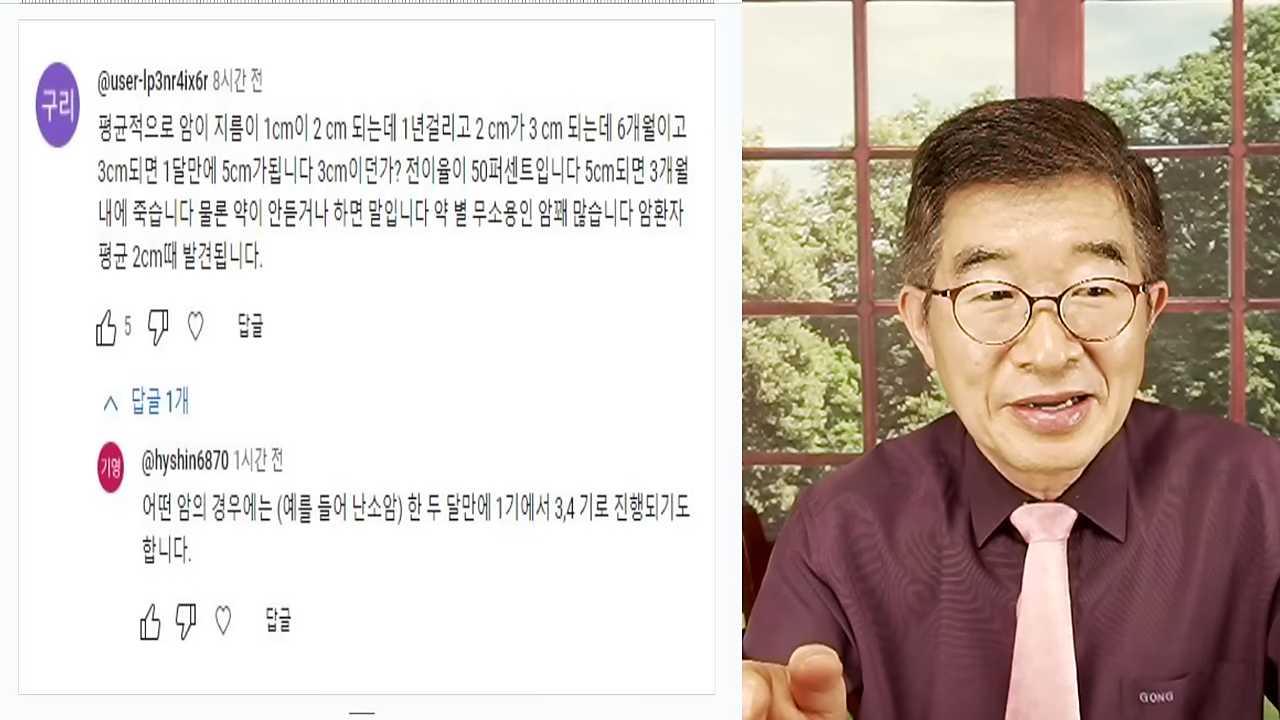 구리
@user-lp3nr4ix6r 8시간 전
평균적으로 암이 지름이 1cm이 2 cm 되는데 1년걸리고 2 cm가 3 cm 되는데 6개월이고
3cm되면 1달만에 5cm가됩니다 3cm이던가? 전이율이 50퍼센트입니다 5cm되면 3개월
내에 죽습니다 물론 약이 안듣거나 하면 말입니다 약 별 무소용인 암꽤 많습니다 암환자
평균 2cm때 발견됩니다.
5
답글
답글 1개
기영
@hyshin6870 1시간 전
어떤 암의 경우에는 (예를 들어 난소암) 한 두 달만에 1기에서 3,4 기로 진행되기도
합니다.
답글
GONG